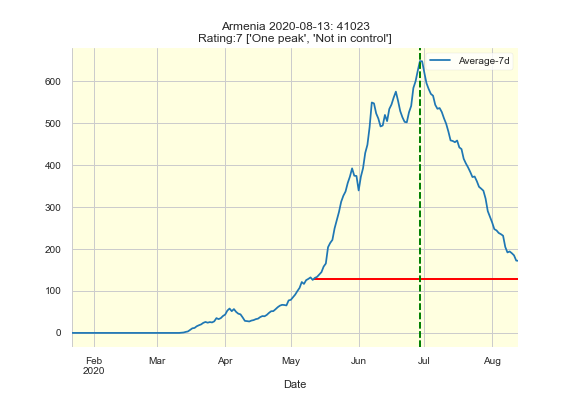 Armenia 2020-08-13: 41023
Rating:7 ['One peak', 'Not in control']
Average-7d
600
500
400
300
200
100
0
Feb
2020
Mar
Apr
May
Jun
Jul
Aug
Date